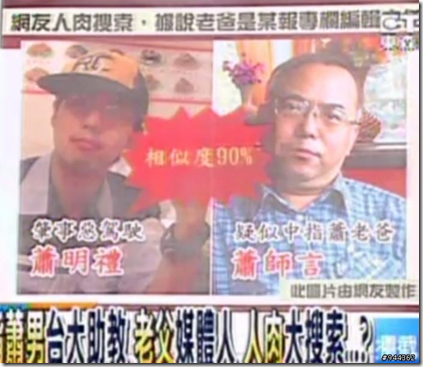 網友人肉搜索，據說老爸是某報專欄編輯
相似度90%
肇事惡駕駛
蕭明禮
疑似中指蕭老爸
蕭師言
此圖片由網友製作
蕭男台大助教 老父媒體人 人肉大搜索...?